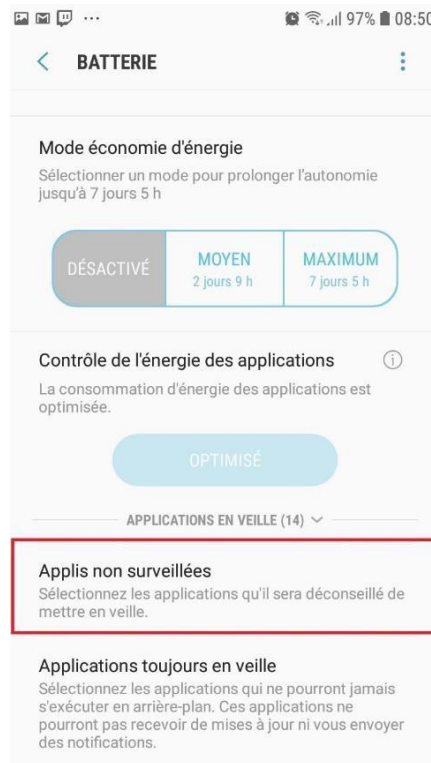 97% 08:50
BATTERIE
Mode économie d'énergie
Sélectionner un mode pour prolonger l'autonomie
jusqu'à 7 jours 5 h
DÉSACTIVÉ
MOYEN
2 jours 9 h
MAXIMUM
7 jours 5 h
Contrôle de l'énergie des applications
La consommation d'énergie des applications est
optimisée.
OPTIMISÉ
APPLICATIONS EN VEILLE (14)
Applis non surveillées
Sélectionnez les applications qu'il sera déconseillé de
mettre en veille.
Applications toujours en veille
Sélectionnez les applications qui ne pourront jamais
s'exécuter en arrière-plan. Ces applications ne
pourront pas recevoir de mises à jour ni vous envoyer
des notifications.